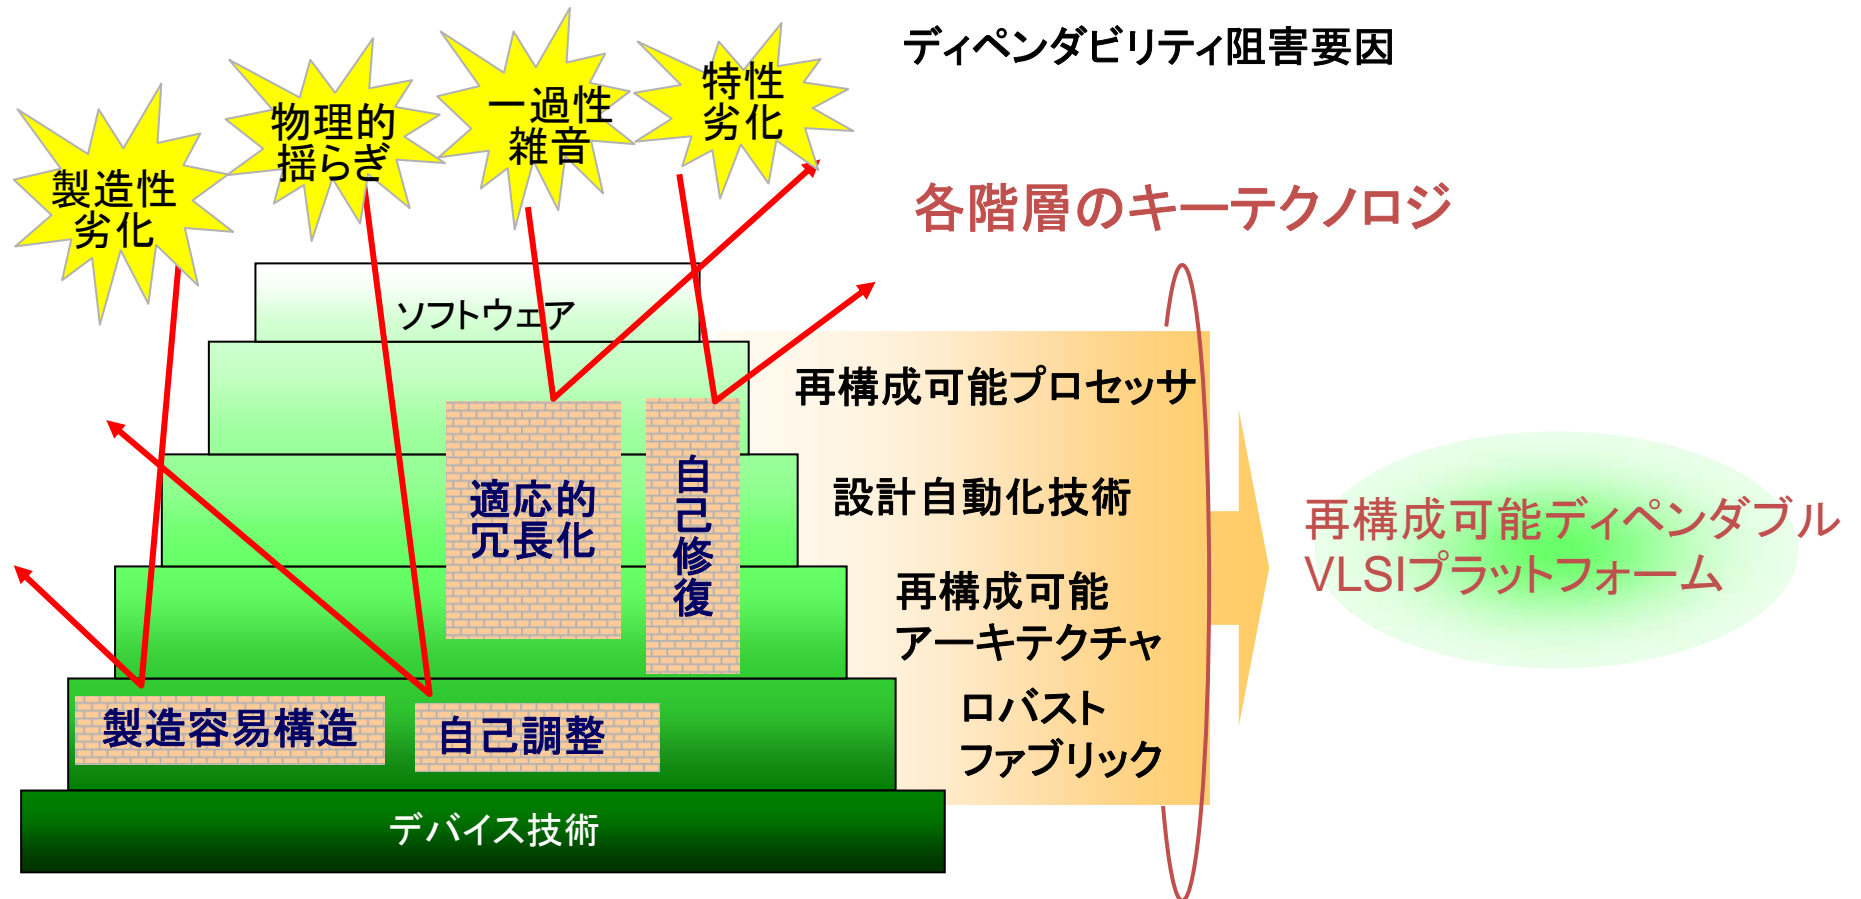 ディペンダビリティ阻害要因
製造性
劣化
物理的
揺らぎ
一過性
雑音
特性
劣化
各階層のキーテクノロジ
ソフトウェア
再構成可能プロセッサ
適応的
冗長化
自己修復
設計自動化技術
再構成可能
アーキテクチャ
再構成可能ディペンダブル
VLSIプラットフォーム
製造容易構造
自己調整
ロバスト
ファブリック
デバイス技術